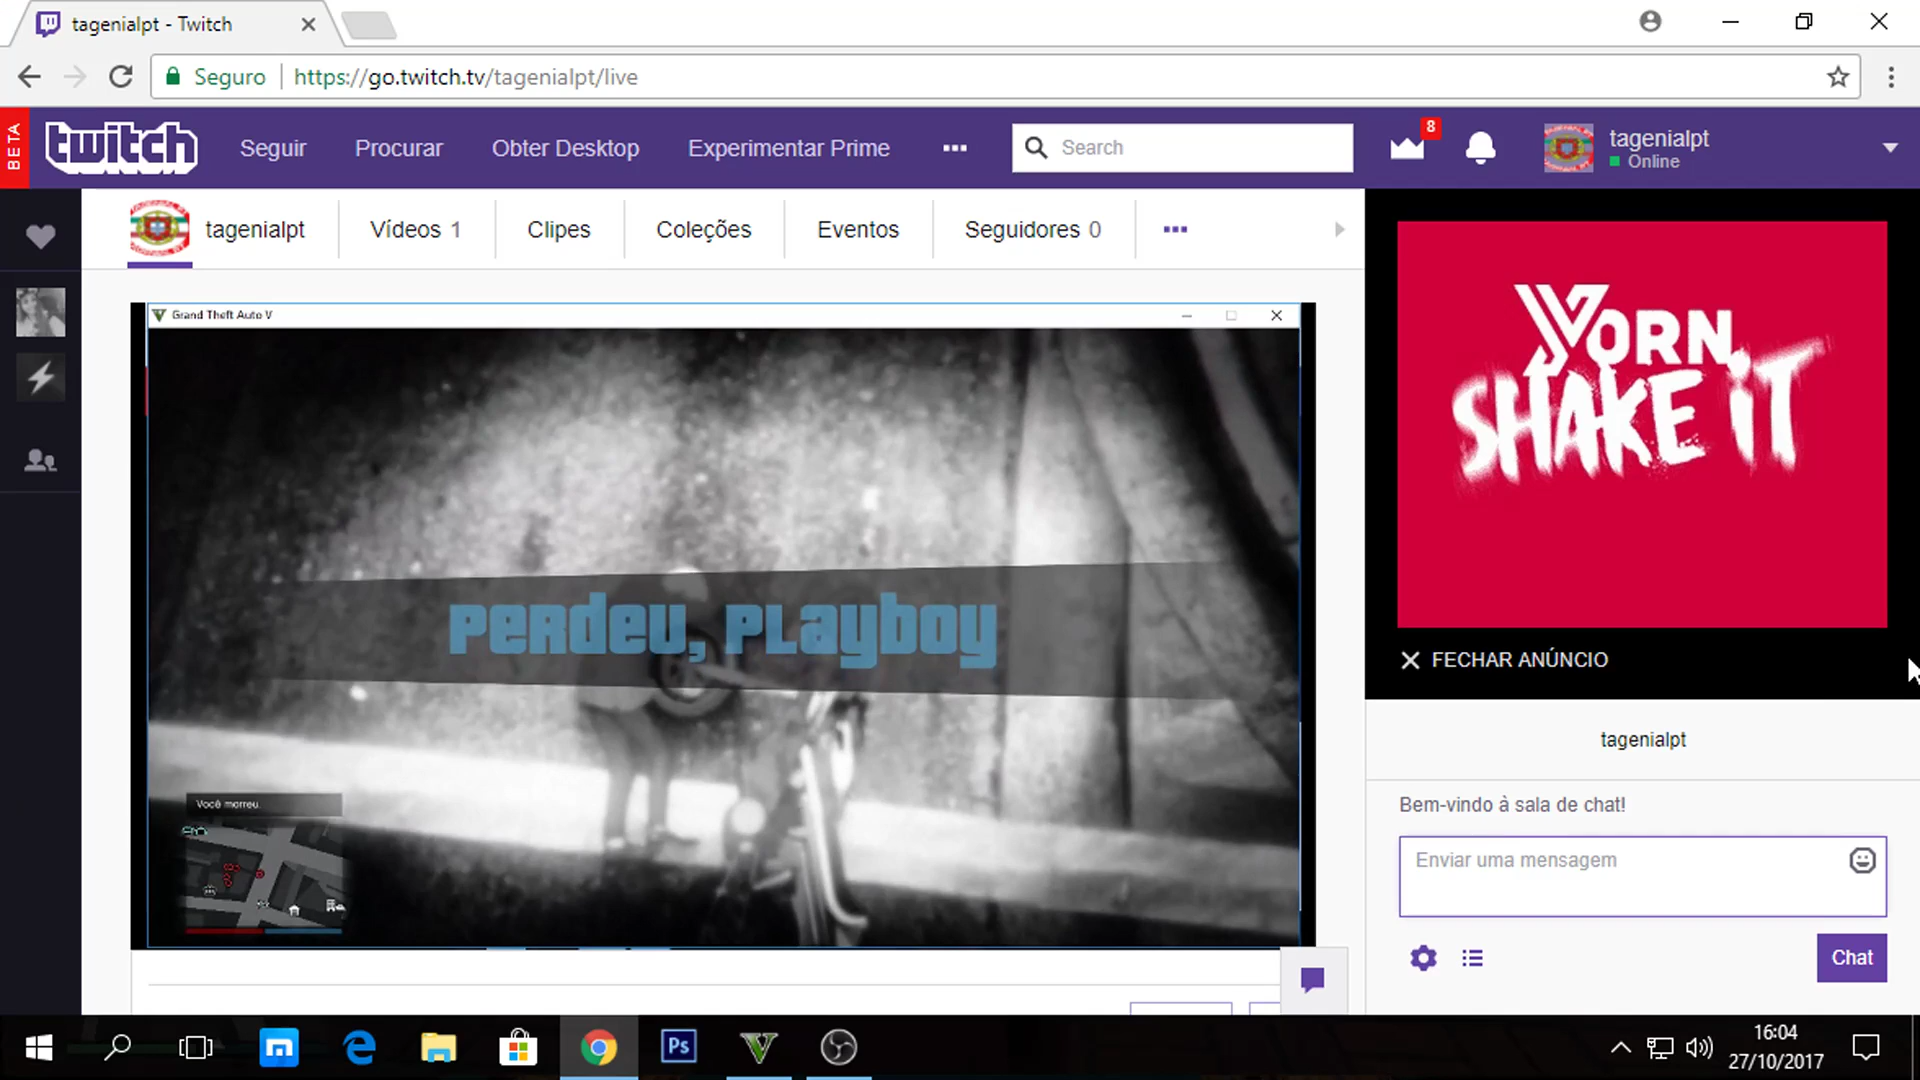 tagenialpt - Twitch
Seguro
https://go.twitch.tv/tagenialpt/live
BETA
twitch
Seguir
Procurar
Obter Desktop
Experimentar Prime
Search
8
tagenialpt
Online
tagenialpt
Vídeos 1
Clipes
Coleções
Eventos
Seguidores 0
Grand Theft Auto V
Perdeu, playboy
Você morreu.
YORN
SHAKE iT
FECHAR ANÚNCIO
tagenialpt
Bem-vindo à sala de chat!
Enviar uma mensagem
Chat
Ps
16:04
27/10/2017